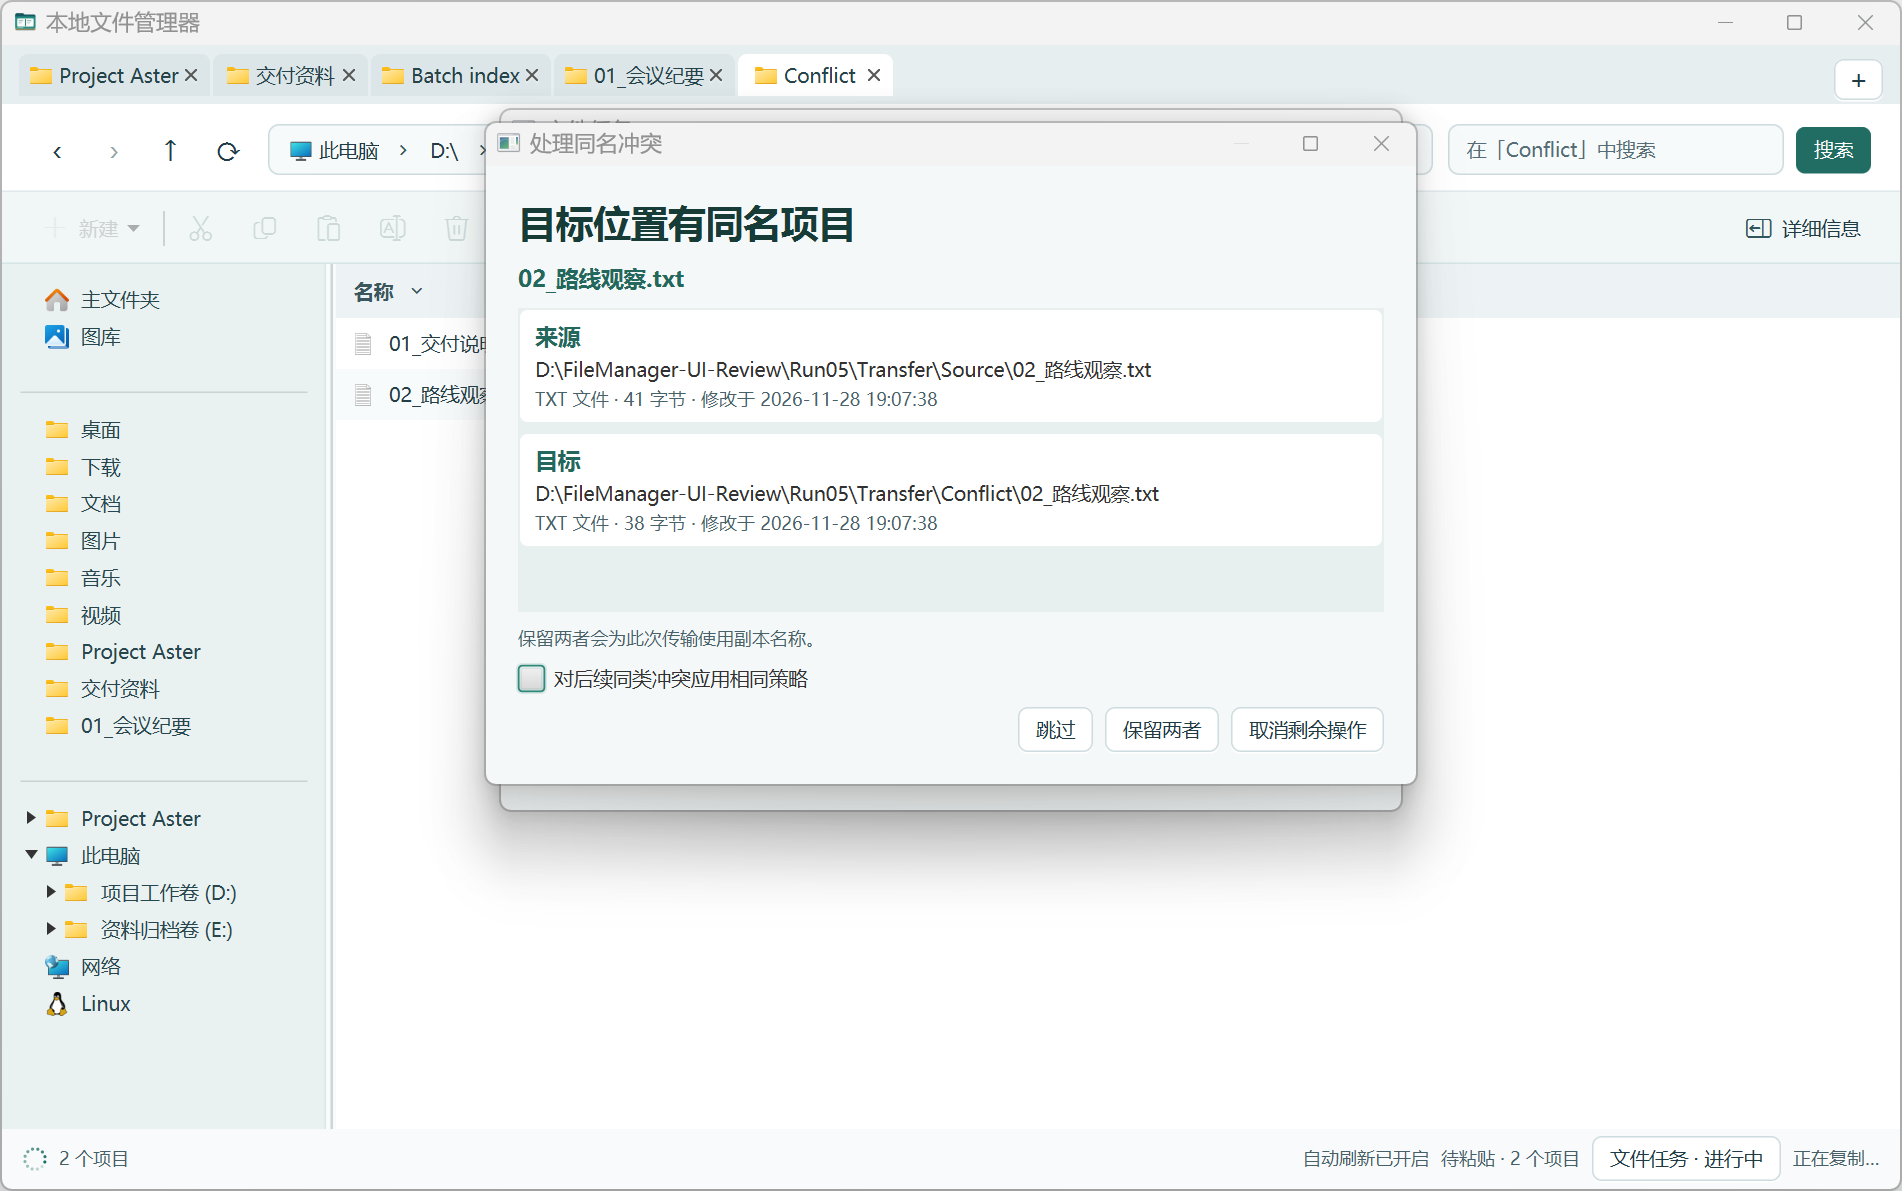 本地文件管理器
Project Aster
交付资料
Batch index
01_会议纪要
Conflict
此电脑 › D:\ ›
在「Conflict」中搜索
搜索
新建
详细信息
主文件夹
图库
桌面
下载
文档
图片
音乐
视频
Project Aster
交付资料
01_会议纪要
Project Aster
此电脑
项目工作卷 (D:)
资料归档卷 (E:)
网络
Linux
名称
01_交付说
02_路线观
处理同名冲突
目标位置有同名项目
02_路线观察.txt
来源
D:\FileManager-UI-Review\Run05\Transfer\Source\02_路线观察.txt
TXT 文件 · 41 字节 · 修改于 2026-11-28 19:07:38
目标
D:\FileManager-UI-Review\Run05\Transfer\Conflict\02_路线观察.txt
TXT 文件 · 38 字节 · 修改于 2026-11-28 19:07:38
保留两者会为此次传输使用副本名称。
对后续同类冲突应用相同策略
跳过
保留两者
取消剩余操作
2 个项目
自动刷新已开启
待粘贴 · 2 个项目
文件任务 · 进行中
正在复制...